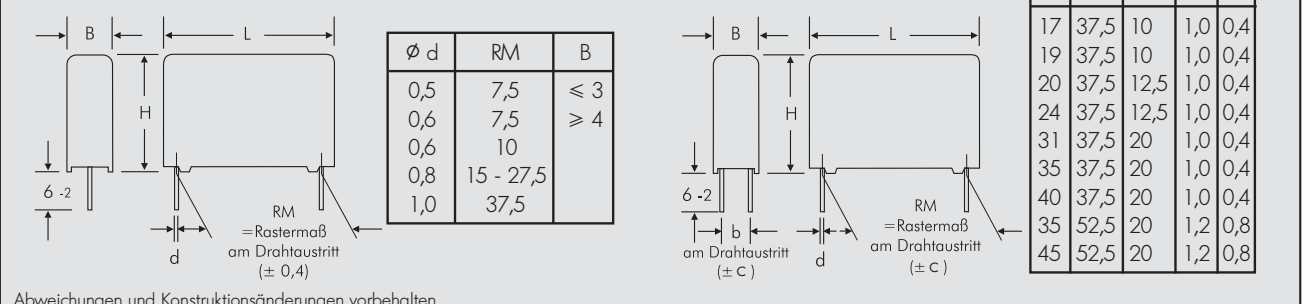 B
L
H
6 -2
d
RM
=Rastermaß
am Drahtaustritt
(± 0,4)
Ø d RM B
0,5 7,5 ≤ 3
0,6 7,5 ≥ 4
0,6 10
0,8 15 - 27,5
1,0 37,5
B
L
H
6 -2
b
am Drahtaustritt
(± c)
d
RM
=Rastermaß
am Drahtaustritt
(± c)
17 37,5 10 1,0 0,4
19 37,5 10 1,0 0,4
20 37,5 12,5 1,0 0,4
24 37,5 12,5 1,0 0,4
31 37,5 20 1,0 0,4
35 37,5 20 1,0 0,4
40 37,5 20 1,0 0,4
35 52,5 20 1,2 0,8
45 52,5 20 1,2 0,8
Abweichungen und Konstruktionsänderungen vorbehalten